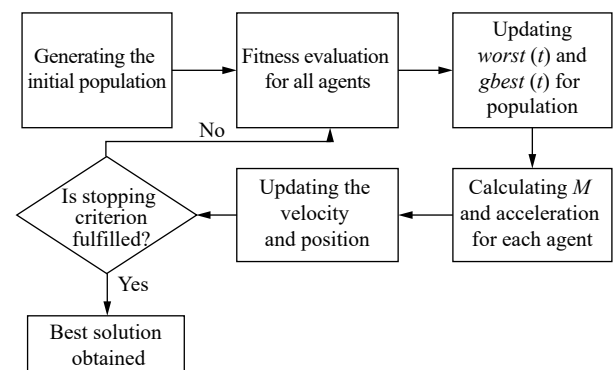 Generating the
initial population
Fitness evaluation
for all agents
Updating
worst (t) and
gbest (t) for
population
No
Is stopping
criterion
fulfilled?
Updating the
velocity
and position
Calculating M
and acceleration
for each agent
Yes
Best solution
obtained